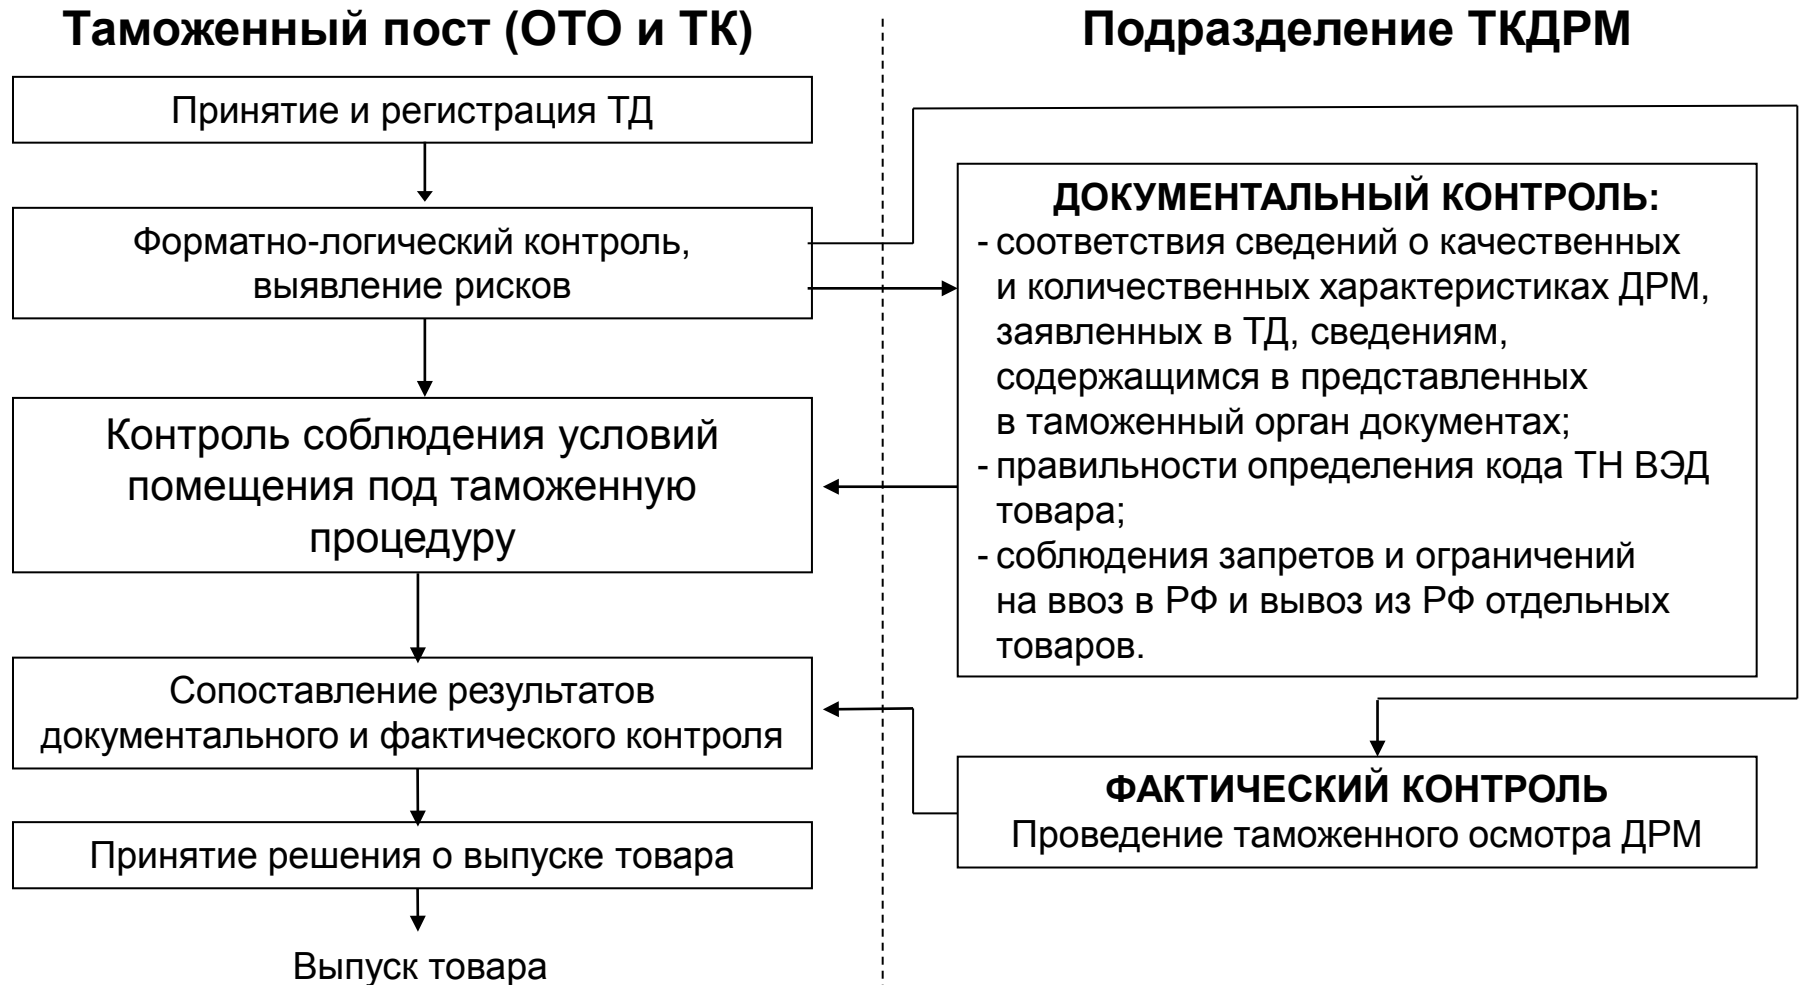 Таможенный пост (ОТО и ТК)
Принятие и регистрация ТД
Форматно-логический контроль,
выявление рисков
Контроль соблюдения условий
помещения под таможенную
процедуру
Сопоставление результатов
документального и фактического контроля
Принятие решения о выпуске товара
Выпуск товара
Подразделение ТКДРМ
ДОКУМЕНТАЛЬНЫЙ КОНТРОЛЬ:
- соответствия сведений о качественных
и количественных характеристиках ДРМ,
заявленных в ТД, сведениям,
содержащимся в представленных
в таможенный орган документах;
- правильности определения кода ТН ВЭД
товара;
- соблюдения запретов и ограничений
на ввоз в РФ и вывоз из РФ отдельных
товаров.
ФАКТИЧЕСКИЙ КОНТРОЛЬ
Проведение таможенного осмотра ДРМ